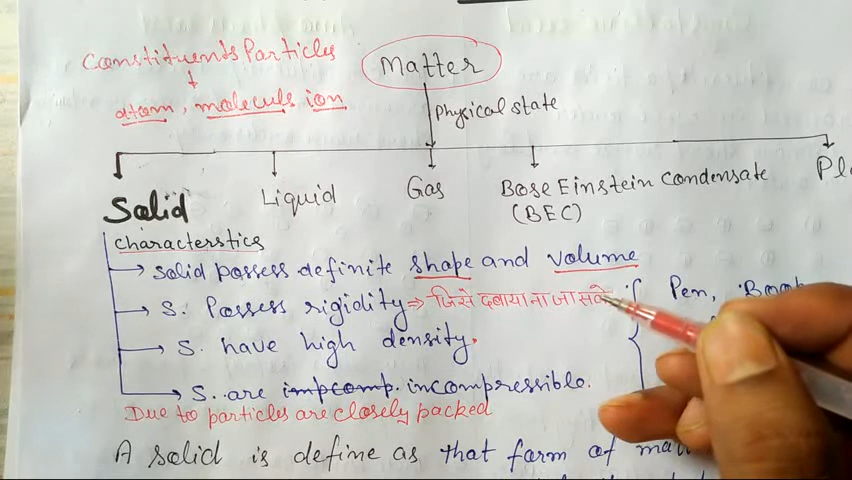 Constituents Particles
Matter
atom, moleculs ion
Physical state
Solid
Liquid
Gas
Bose Einstein Condensate
(BEC)
characterstics
Solid possess definite shape and volume
S. Possess rigidity ⇒ जिसे दबाया ना जा सके
Pen, Book
S. have high density.
S. are impcomp. incompressible.
Due to particles are closely packed
A solid is define as that form of